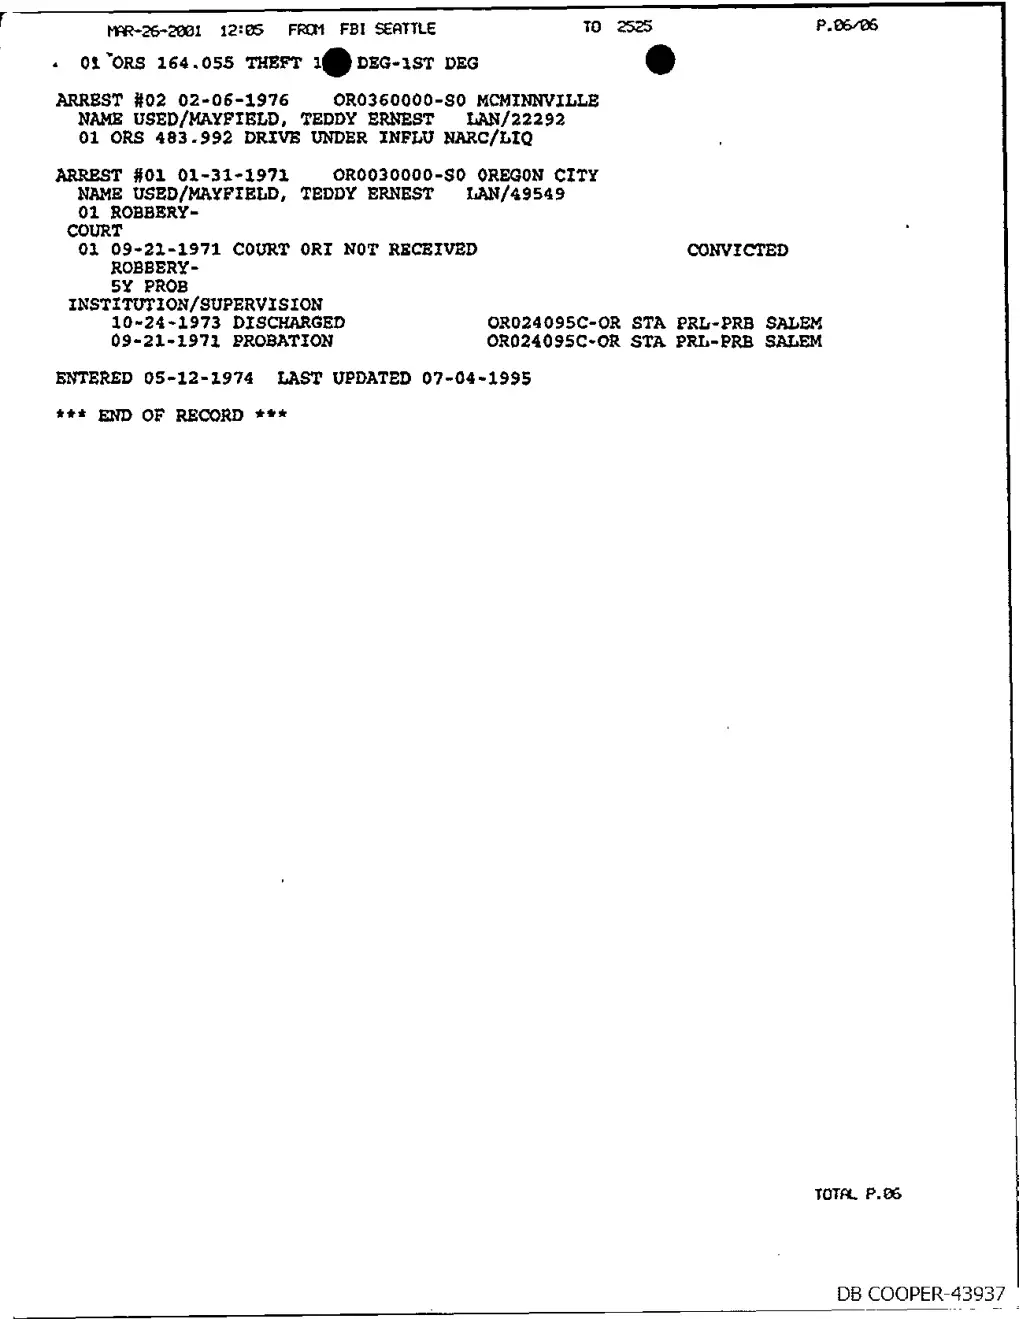 MAR-26-2001 12:05 FROM FBI SEATTLE TO 2525 P.06/06
01 ORS 164.055 THEFT 1 DEG-1ST DEG
ARREST #02 02-06-1976 OR0360000-SO MCMINNVILLE
NAME USED/MAYFIELD, TEDDY ERNEST LAN/22292
01 ORS 483.992 DRIVE UNDER INFLU NARC/LIQ
ARREST #01 01-31-1971 OR0030000-SO OREGON CITY
NAME USED/MAYFIELD, TEDDY ERNEST LAN/49549
01 ROBBERY-
COURT
01 09-21-1971 COURT ORI NOT RECEIVED CONVICTED
ROBBERY-
5Y PROB
INSTITUTION/SUPERVISION
10-24-1973 DISCHARGED OR024095C-OR STA PRL-PRB SALEM
09-21-1971 PROBATION OR024095C-OR STA PRL-PRB SALEM
ENTERED 05-12-1974 LAST UPDATED 07-04-1995
*** END OF RECORD ***
TOTAL P.06
DB COOPER-43937